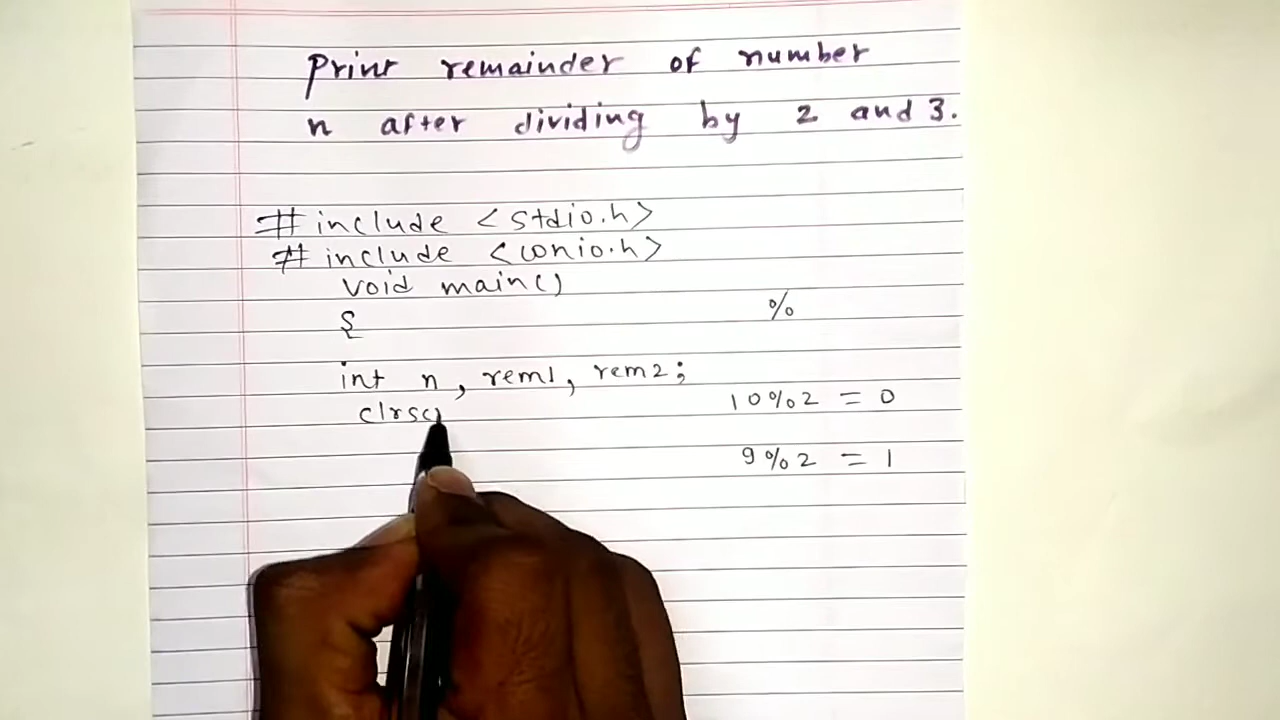 Print remainder of number
n after dividing by 2 and 3.
# include <stdio.h>
# include <conio.h>
void main()
{
%
int n, rem1, rem2;
10%2 = 0
clrsc
9%2 = 1